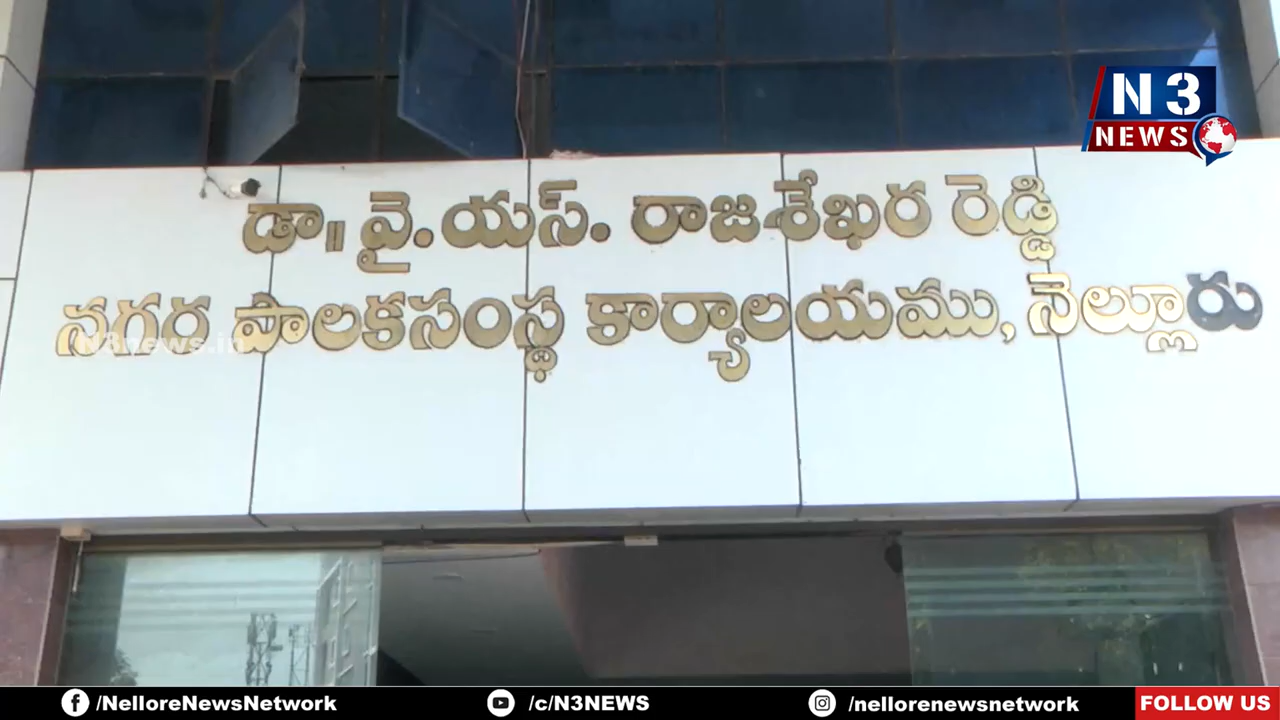 N3
NEWS
డా॥ వై.యస్. రాజశేఖర రెడ్డి
నగర పాలకసంస్థ కార్యాలయము, నెల్లూరు
N3news.in
/NelloreNewsNetwork
/c/N3NEWS
/nellorenewsnetwork
FOLLOW US